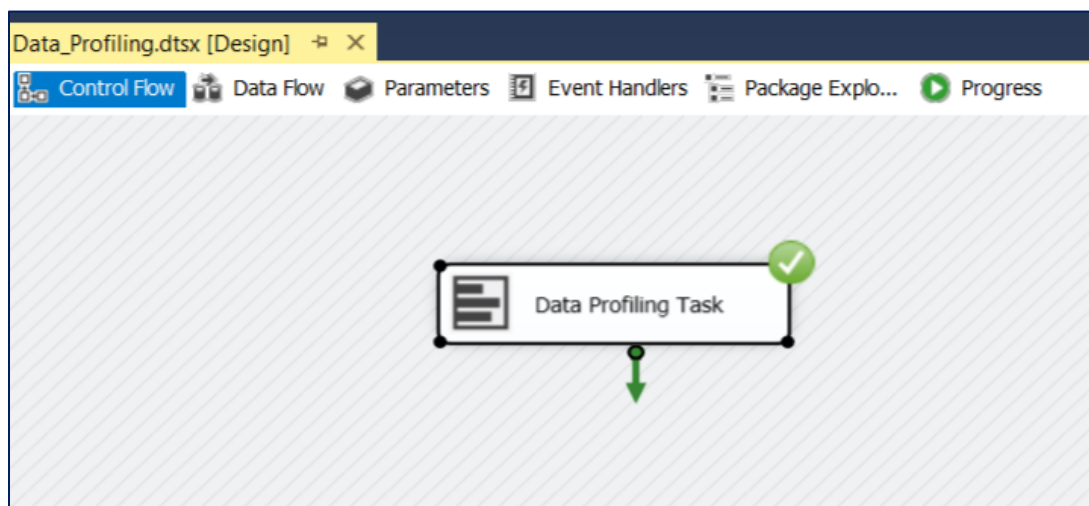 Data_Profiling.dtsx [Design]
Control Flow Data Flow Parameters Event Handlers Package Explo... Progress
Data Profiling Task